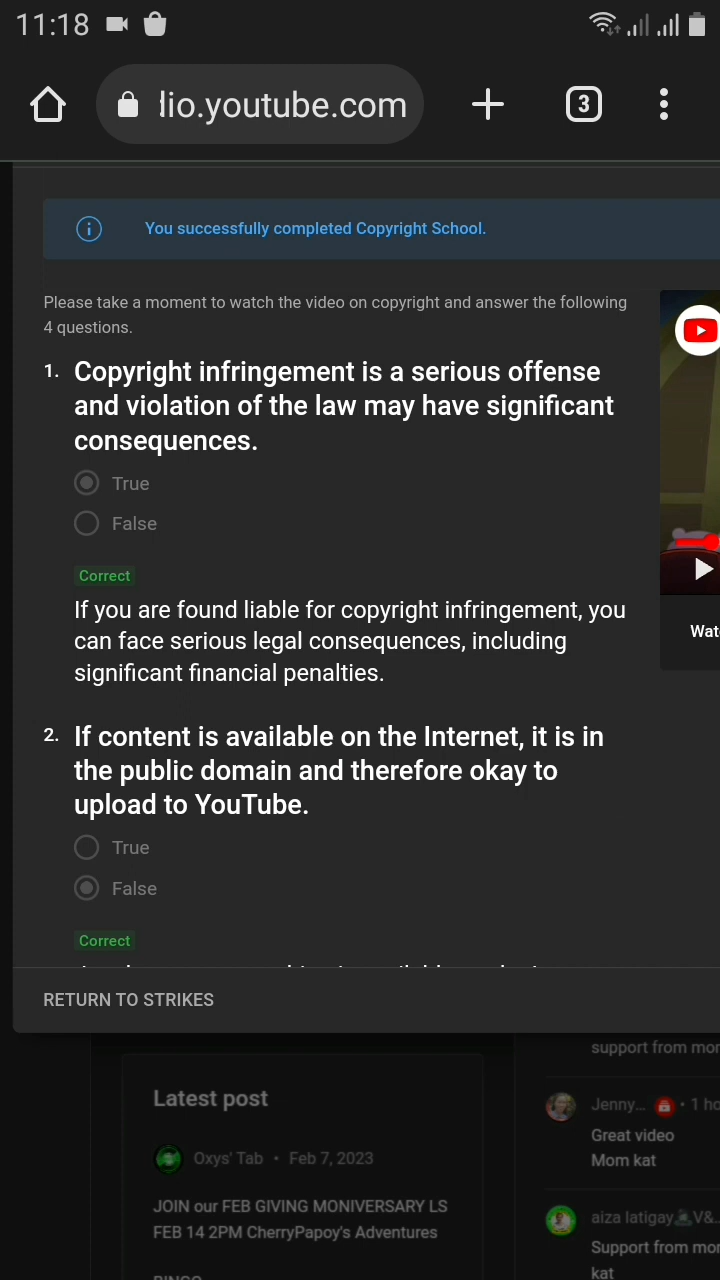 11:18
lio.youtube.com
3
You successfully completed Copyright School.
Please take a moment to watch the video on copyright and answer the following
4 questions.
1. Copyright infringement is a serious offense
and violation of the law may have significant
consequences.
True
False
Correct
If you are found liable for copyright infringement, you
can face serious legal consequences, including
significant financial penalties.
Wat
2. If content is available on the Internet, it is in
the public domain and therefore okay to
upload to YouTube.
True
False
Correct
RETURN TO STRIKES
support from mor
Latest post
Oxys' Tab • Feb 7, 2023
JOIN our FEB GIVING MONIVERSARY LS
FEB 14 2PM CherryPapoy's Adventures
BINGO
Jenny... • 1 ho
Great video
Mom kat
aiza latigay V&..
Support from mor
kat